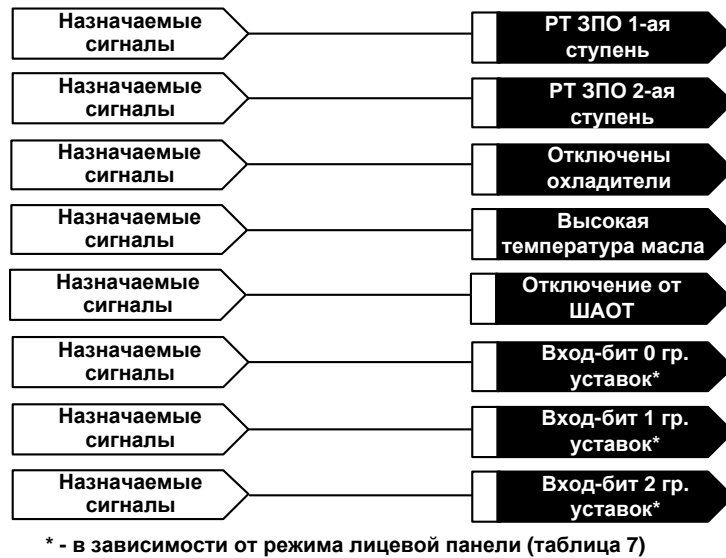 Назначаемые
сигналы
РТ ЗПО 1-ая
ступень
Назначаемые
сигналы
РТ ЗПО 2-ая
ступень
Назначаемые
сигналы
Отключены
охладители
Назначаемые
сигналы
Высокая
температура масла
Назначаемые
сигналы
Отключение от
ШАОТ
Назначаемые
сигналы
Вход-бит 0 гр.
уставок*
Назначаемые
сигналы
Вход-бит 1 гр.
уставок*
Назначаемые
сигналы
Вход-бит 2 гр.
уставок*
* - в зависимости от режима лицевой панели (таблица 7)